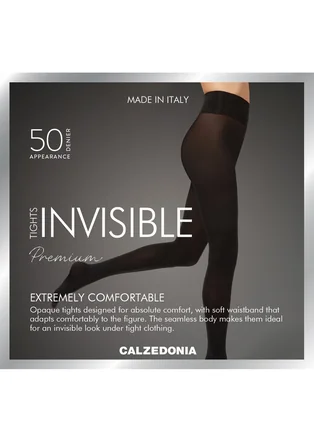 MADE IN ITALY
50 DENIER
APPEARANCE
TIGHTS INVISIBLE
Premium
EXTREMELY COMFORTABLE
Opaque tights designed for absolute comfort, with soft waistband that
adapts comfortably to the figure. The seamless body makes them ideal
for an invisible look under tight clothing.
CALZEDONIA